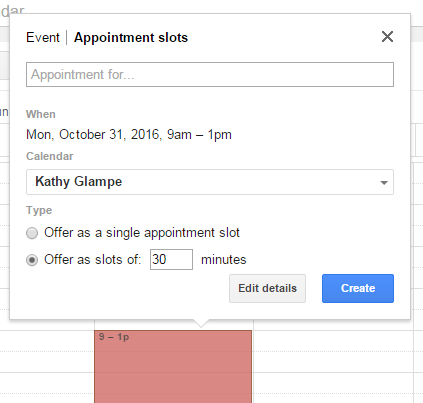 dar
Event | Appointment slots
Appointment for...
When
Mon, October 31, 2016, 9am – 1pm
Calendar
Kathy Glampe
Type
Offer as a single appointment slot
Offer as slots of: 30 minutes
Edit details Create
9 – 1p